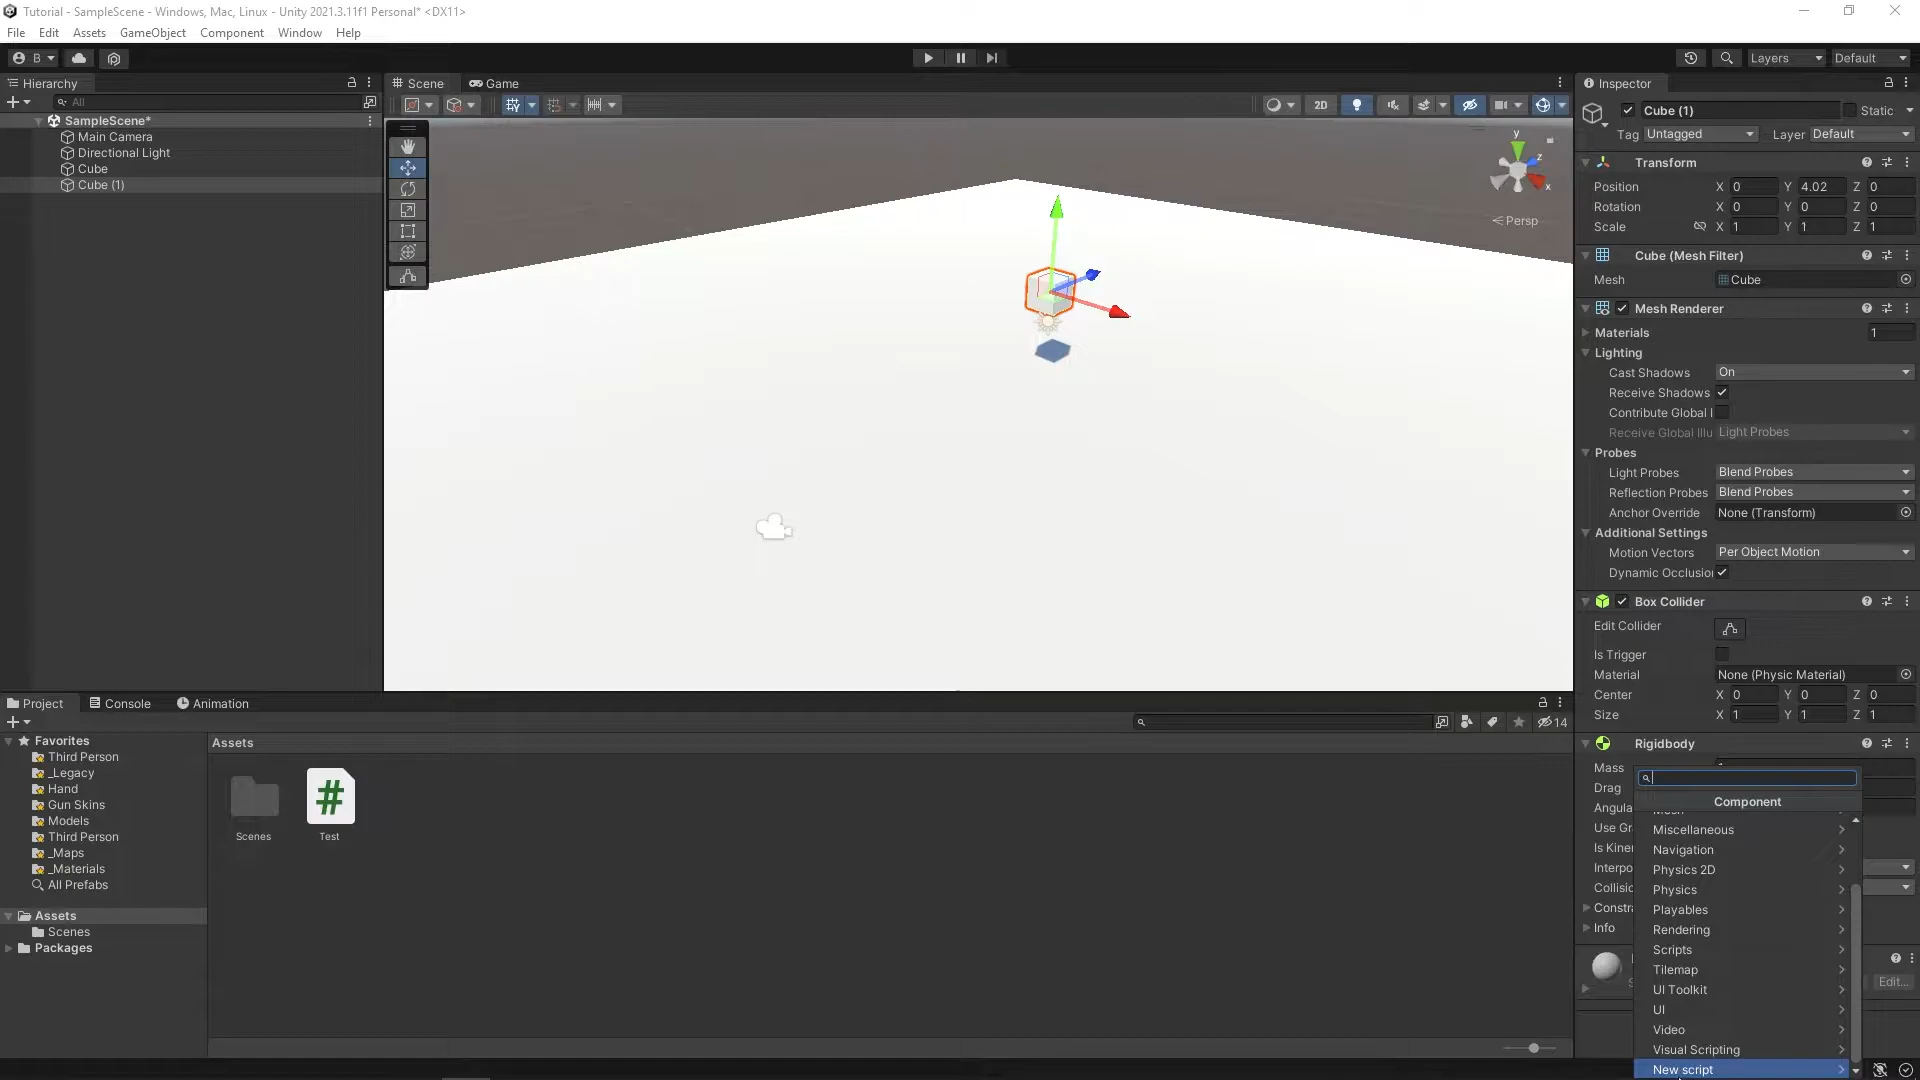 Tutorial - SampleScene - Windows, Mac, Linux - Unity 2021.3.11f1 Personal* <DX11>
File Edit Assets GameObject Component Window Help
B Layers Default
Hierarchy
All
SampleScene*
Main Camera
Directional Light
Cube
Cube (1)
Scene Game
2D
y
z
x
Persp
Inspector
Cube (1) Static
Tag Untagged Layer Default
Transform
Position X 0 Y 4.02 Z 0
Rotation X 0 Y 0 Z 0
Scale X 1 Y 1 Z 1
Cube (Mesh Filter)
Mesh Cube
Mesh Renderer
Materials 1
Lighting
Cast Shadows On
Receive Shadows
Contribute Global I
Receive Global Illu Light Probes
Probes
Light Probes Blend Probes
Reflection Probes Blend Probes
Anchor Override None (Transform)
Additional Settings
Motion Vectors Per Object Motion
Dynamic Occlusio
Box Collider
Edit Collider
Is Trigger
Material None (Physic Material)
Center X 0 Y 0 Z 0
Size X 1 Y 1 Z 1
Rigidbody
Mass
Drag
Angula
Use Gr
Is Kiner
Interpo
Collisic
Constra
Info
Edit...
Component
Miscellaneous
Navigation
Physics 2D
Physics
Playables
Rendering
Scripts
Tilemap
UI Toolkit
UI
Video
Visual Scripting
New script
Project Console Animation
14
Favorites
Third Person
_Legacy
Hand
Gun Skins
Models
Third Person
_Maps
_Materials
All Prefabs
Assets
Scenes
Packages
Assets
#
Scenes Test